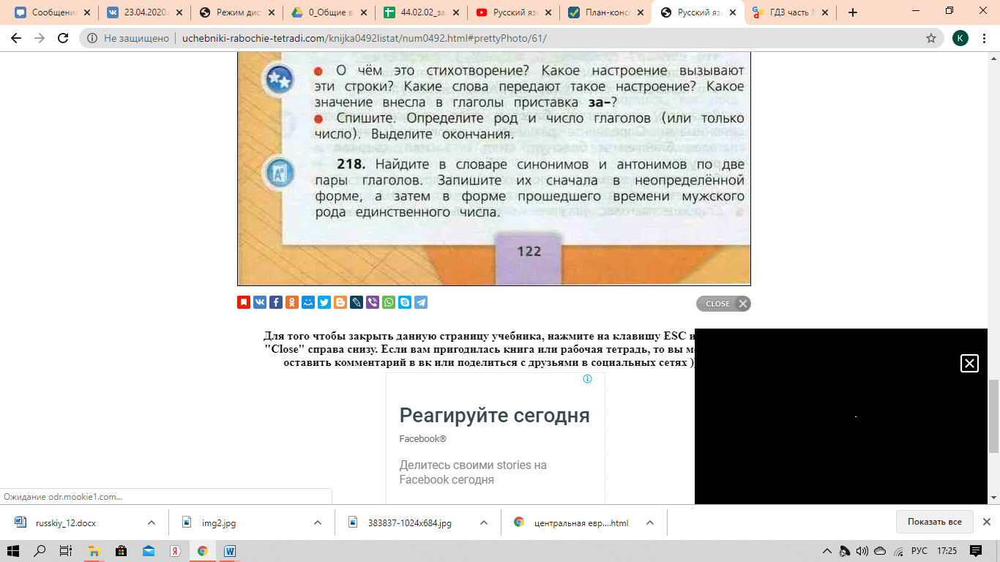 Сообщения
23.04.2020.
Режим дис
0_Общие в
44.02.02_за
Русский язы
План-конс
Русский язы
ГДЗ часть №
Не защищено | uchebniki-rabochie-tetradi.com/knijka0492listat/num0492.html#prettyPhoto/61/
К
О чём это стихотворение? Какое настроение вызывают
эти строки? Какие слова передают такое настроение? Какое
значение внесла в глаголы приставка за–?
Спишите. Определите род и число глаголов (или только
число). Выделите окончания.
218. Найдите в словаре синонимов и антонимов по две
пары глаголов. Запишите их сначала в неопределённой
форме, а затем в форме прошедшего времени мужского
рода единственного числа.
122
CLOSE
Для того чтобы закрыть данную страницу учебника, нажмите на клавишу ESC и
"Close" справа снизу. Если вам пригодилась книга или рабочая тетрадь, то вы мо
оставить комментарий в вк или поделиться с друзьями в социальных сетях )
Реагируйте сегодня
Facebook®
Делитесь своими stories на
Facebook сегодня
Ожидание odr.mookie1.com...
russkiy_12.docx
img2.jpg
383837-1024x684.jpg
центральная евр....html
Показать все
РУС
17:25